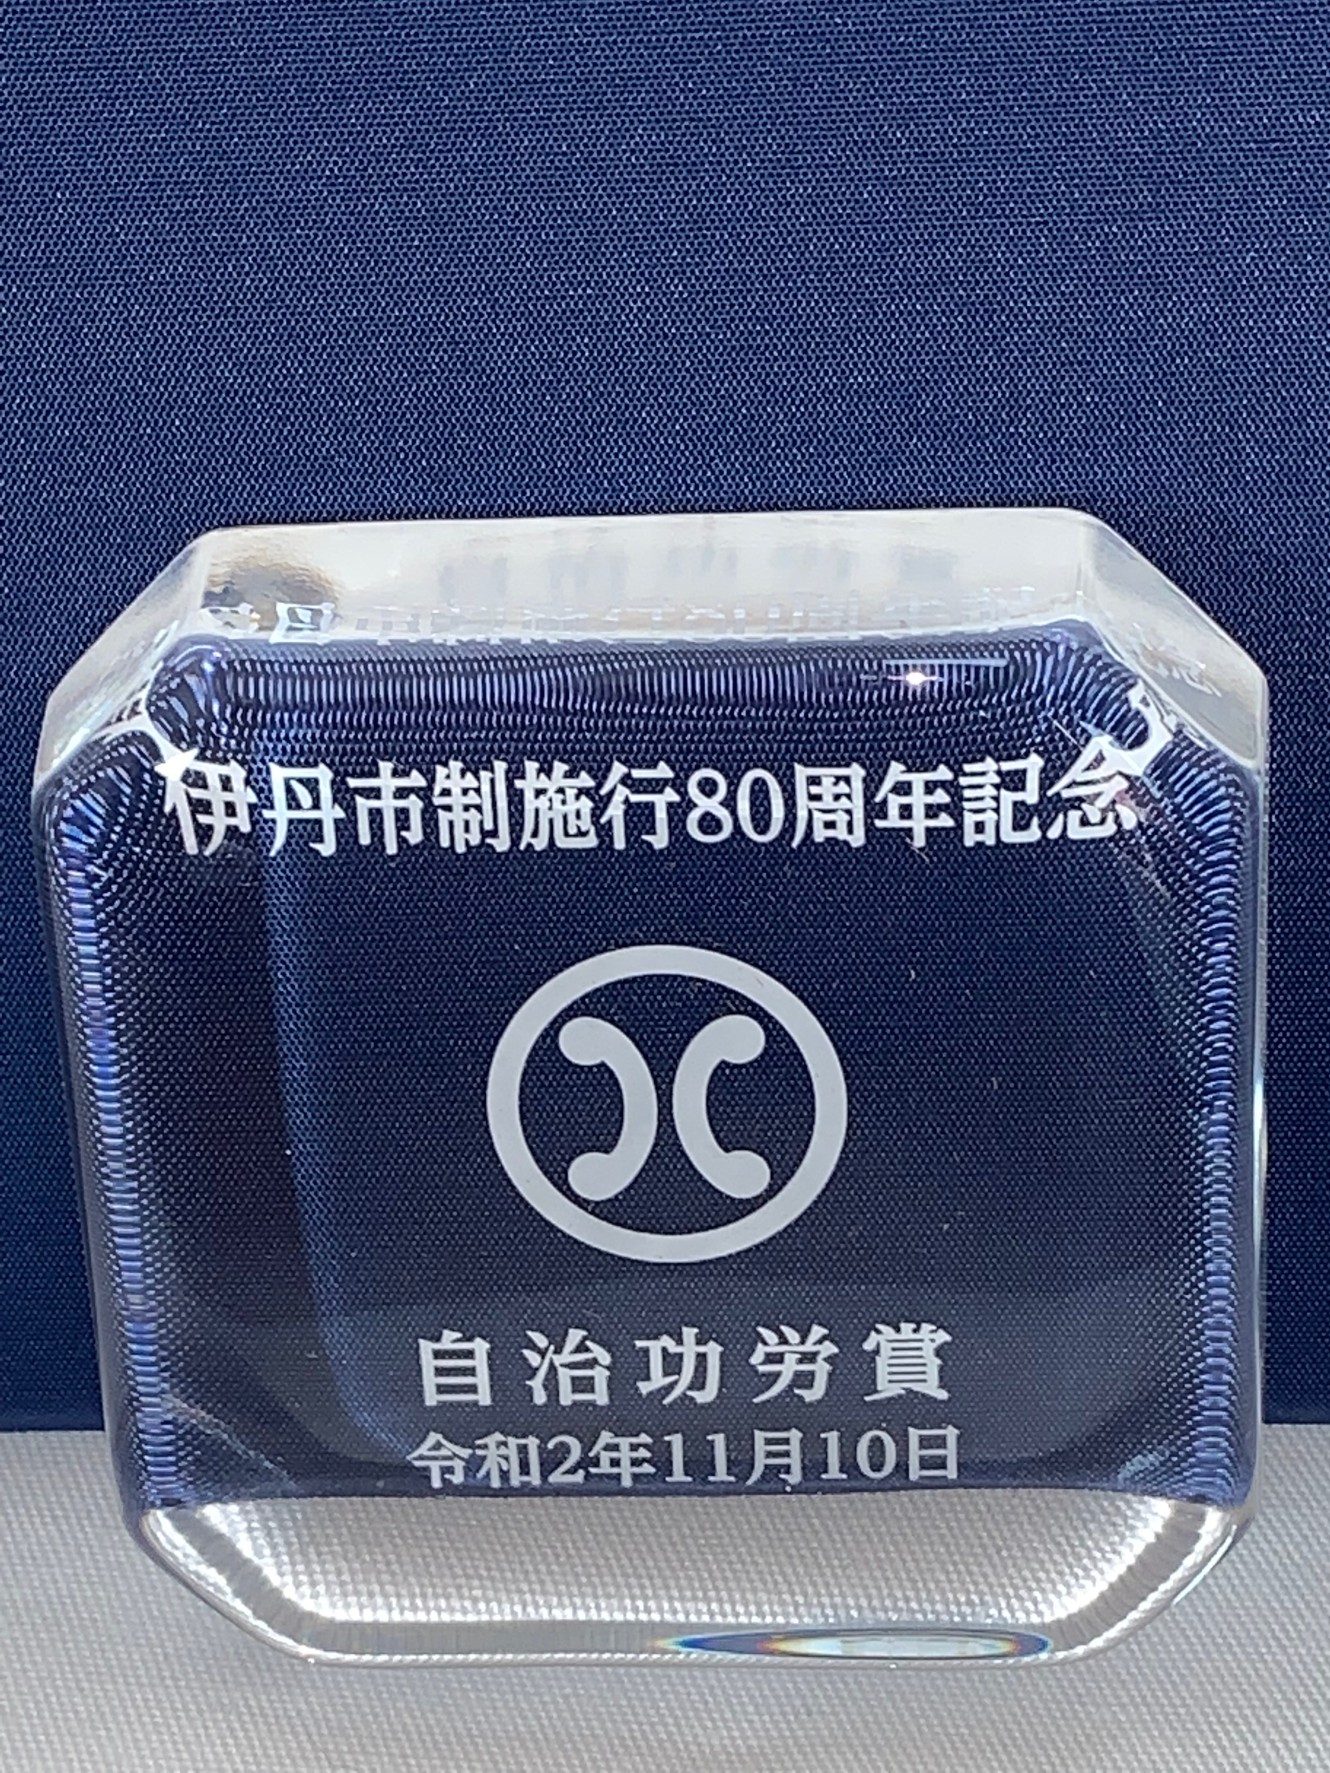 伊丹市制施行80周年記念
自治功労賞
令和2年11月10日